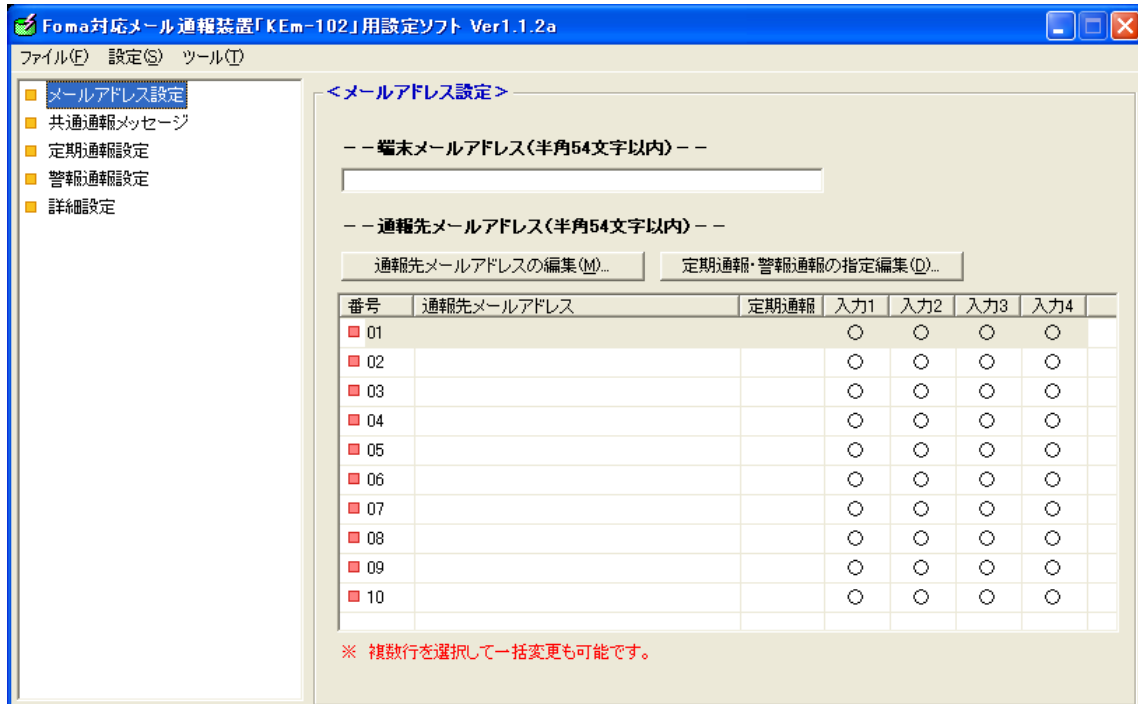 Foma対応メール通報装置「KEm-102」用設定ソフト Ver1.1.2a
ファイル(F) 設定(S) ツール(T)
メールアドレス設定
共通通報メッセージ
定期通報設定
警報通報設定
詳細設定
＜メールアドレス設定＞
－－端末メールアドレス(半角54文字以内)－－
－－通報先メールアドレス(半角54文字以内)－－
通報先メールアドレスの編集(M)... 定期通報・警報通報の指定編集(D)...
番号 通報先メールアドレス 定期通報 入力1 入力2 入力3 入力4
01 ○ ○ ○ ○
02 ○ ○ ○ ○
03 ○ ○ ○ ○
04 ○ ○ ○ ○
05 ○ ○ ○ ○
06 ○ ○ ○ ○
07 ○ ○ ○ ○
08 ○ ○ ○ ○
09 ○ ○ ○ ○
10 ○ ○ ○ ○
※ 複数行を選択して一括変更も可能です。